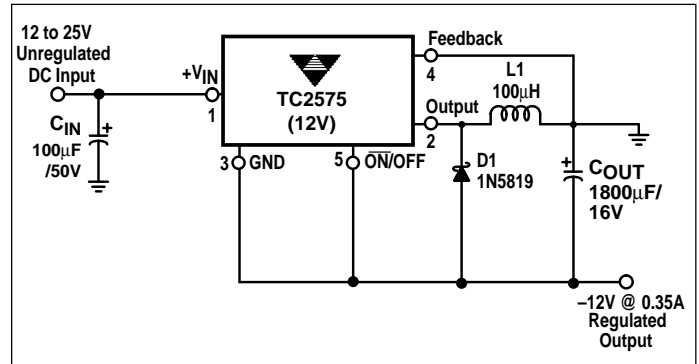 12 to 25V
Unregulated
DC Input
+VIN
1
CIN
100μF
/50V
+
TC2575
(12V)
Feedback
4
Output
2
L1
100μH
3
GND
5
O̅N̅/OFF
D1
1N5819
+
COUT
1800μF/
16V
–12V @ 0.35A
Regulated
Output